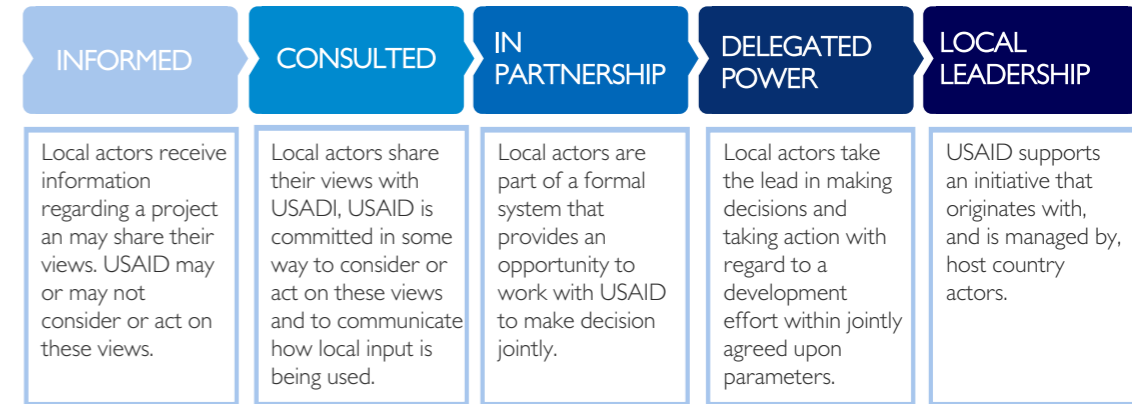 INFORMED
CONSULTED
IN
PARTNERSHIP
DELEGATED
POWER
LOCAL
LEADERSHIP
Local actors receive
information
regarding a project
an may share their
views. USAID may
or may not
consider or act on
these views.
Local actors share
their views with
USADI, USAID is
committed in some
way to consider or
act on these views
and to communicate
how local input is
being used.
Local actors are
part of a formal
system that
provides an
opportunity to
work with USAID
to make decision
jointly.
Local actors take
the lead in making
decisions and
taking action with
regard to a
development
effort within jointly
agreed upon
parameters.
USAID supports
an initiative that
originates with,
and is managed by,
host country
actors.